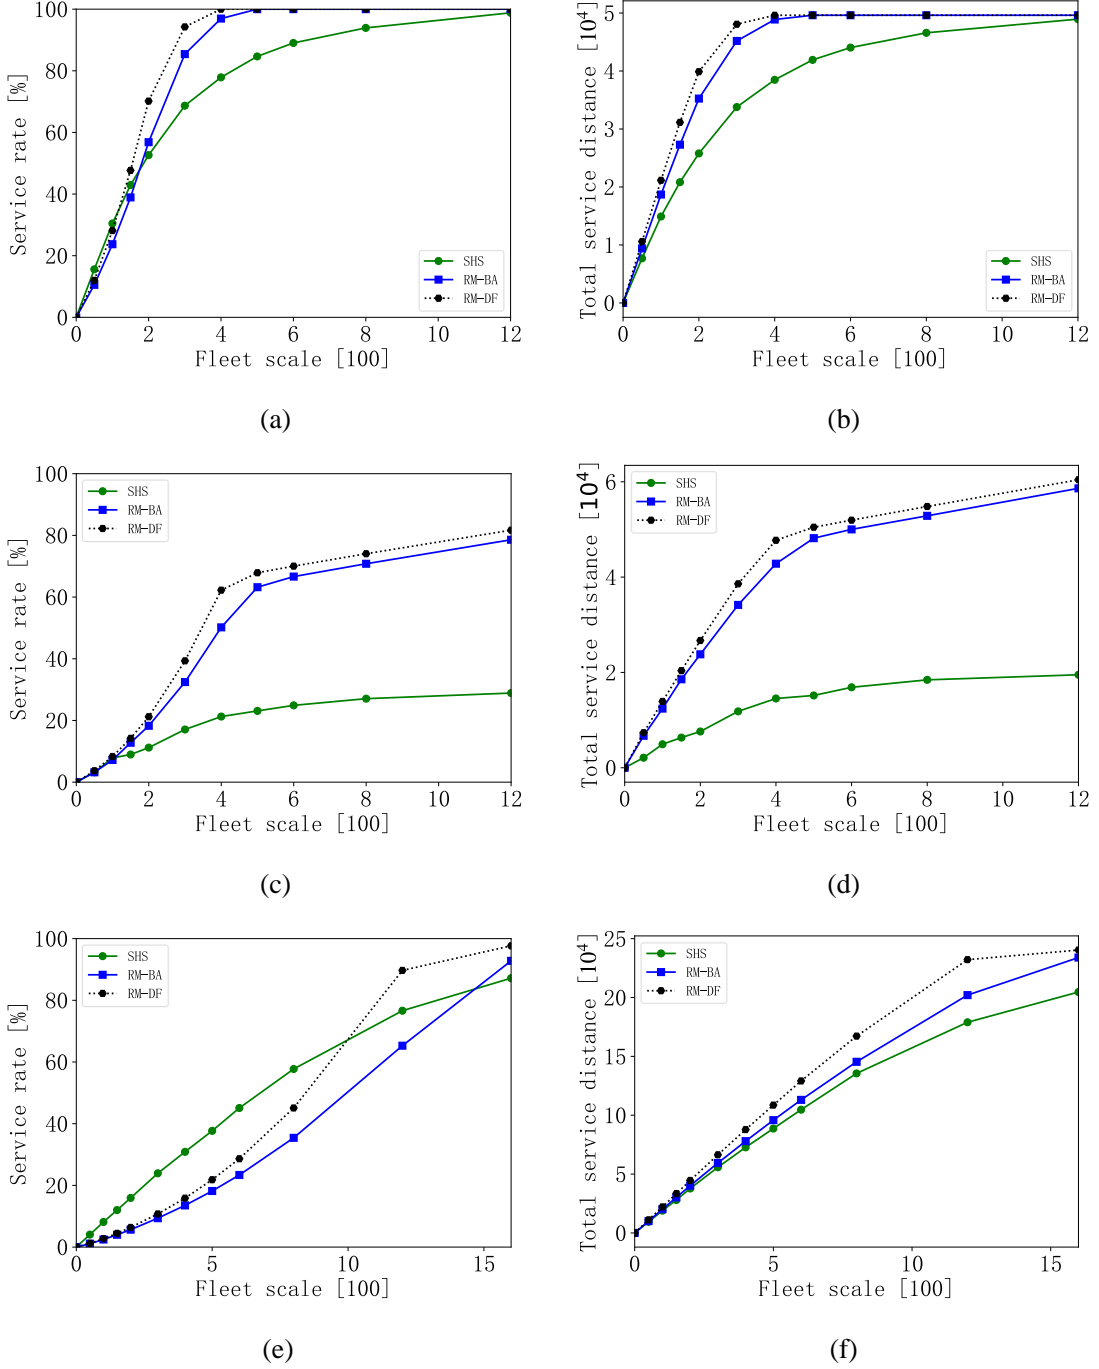 100
80
60
40
20
0
Service rate [%]
SHS
RM-BA
RM-DF
0 2 4 6 8 10 12
Fleet scale [100]
(a)
5
4
3
2
1
0
Total service distance [10⁴]
SHS
RM-BA
RM-DF
0 2 4 6 8 10 12
Fleet scale [100]
(b)
100
80
60
40
20
0
Service rate [%]
SHS
RM-BA
RM-DF
0 2 4 6 8 10 12
Fleet scale [100]
(c)
6
4
2
0
Total service distance [10⁴]
SHS
RM-BA
RM-DF
0 2 4 6 8 10 12
Fleet scale [100]
(d)
100
80
60
40
20
0
Service rate [%]
SHS
RM-BA
RM-DF
0 5 10 15
Fleet scale [100]
(e)
25
20
15
10
5
0
Total service distance [10⁴]
SHS
RM-BA
RM-DF
0 5 10 15
Fleet scale [100]
(f)